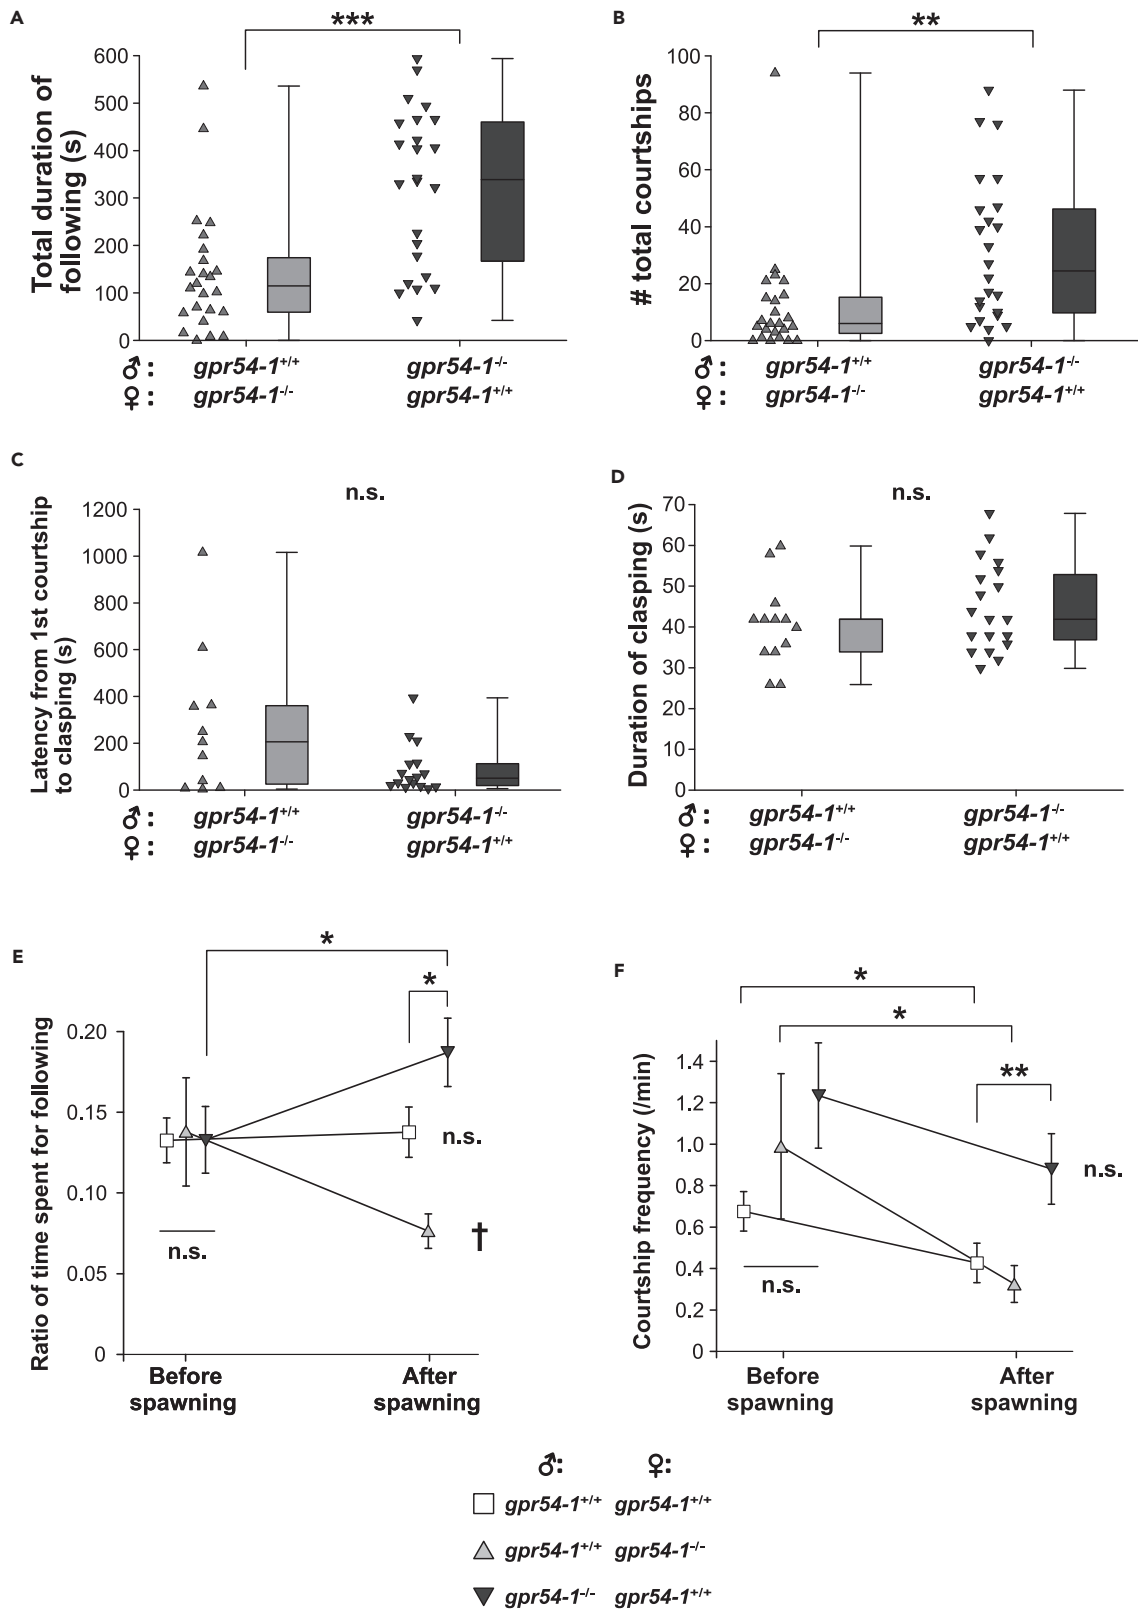 A
***
Total duration of
following (s)
600
500
400
300
200
100
0
♂: gpr54-1+/+ gpr54-1-/-
♀: gpr54-1-/- gpr54-1+/+
B
**
# total courtships
100
80
60
40
20
0
♂: gpr54-1+/+ gpr54-1-/-
♀: gpr54-1-/- gpr54-1+/+
C
n.s.
Latency from 1st courtship
to clasping (s)
1200
1000
800
600
400
200
0
♂: gpr54-1+/+ gpr54-1-/-
♀: gpr54-1-/- gpr54-1+/+
D
n.s.
Duration of clasping (s)
70
60
50
40
30
20
10
0
♂: gpr54-1+/+ gpr54-1-/-
♀: gpr54-1-/- gpr54-1+/+
E
*
*
Ratio of time spent for following
0.20
0.15
0.10
0.05
0
n.s.
n.s.
†
Before
spawning
After
spawning
F
*
*
**
Courtship frequency (/min)
1.4
1.2
1.0
0.8
0.6
0.4
0.2
0
n.s.
n.s.
Before
spawning
After
spawning
♂: ♀:
gpr54-1+/+ gpr54-1+/+
gpr54-1+/+ gpr54-1-/-
gpr54-1-/- gpr54-1+/+